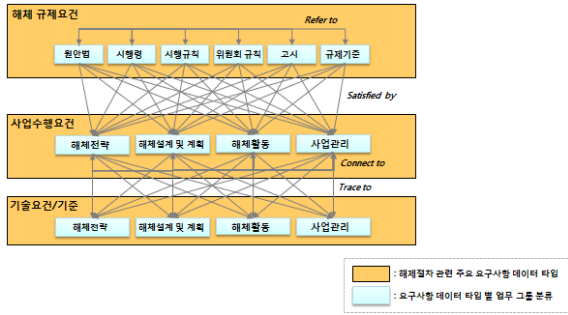 해체 규제요건
Refer to
원안법 시행령 시행규칙 위원회 규칙 고시 규제기준
Satisfied by
사업수행요건
해체전략 해체설계 및 계획 해체활동 사업관리
Connect to
Trace to
기술요건/기준
해체전략 해체설계 및 계획 해체활동 사업관리
: 해체절차 관련 주요 요구사항 데이터 타입
: 요구사항 데이터 타입 별 업무 그룹 분류